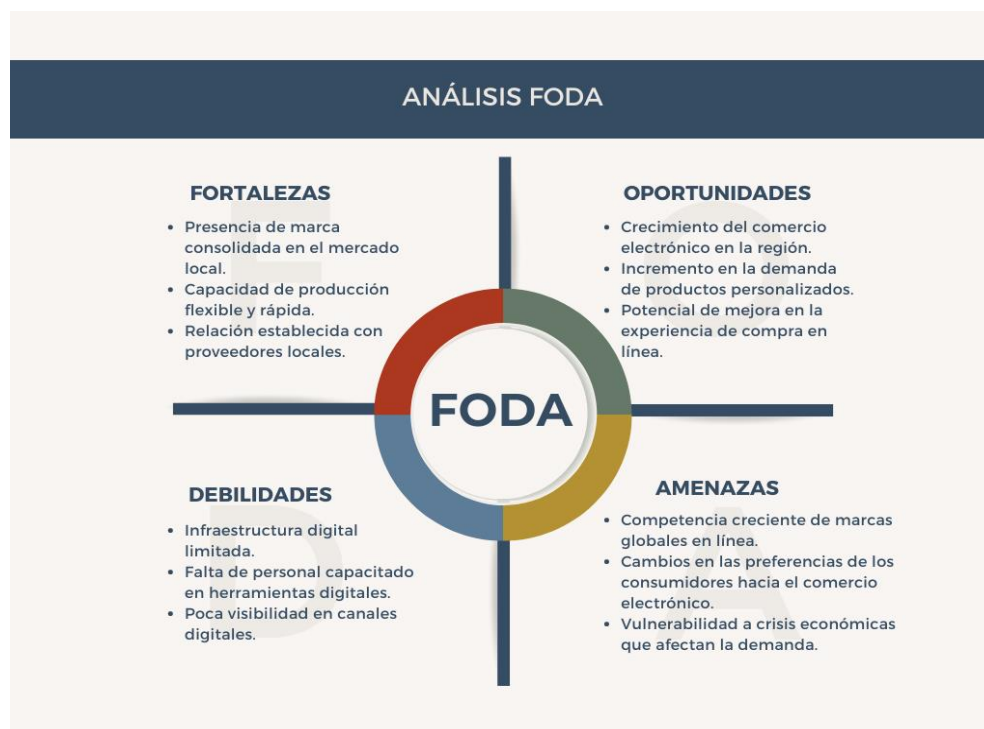 ANÁLISIS FODA
FORTALEZAS
• Presencia de marca
consolidada en el mercado
local.
• Capacidad de producción
flexible y rápida.
• Relación establecida con
proveedores locales.
OPORTUNIDADES
• Crecimiento del comercio
electrónico en la región.
• Incremento en la demanda
de productos personalizados.
• Potencial de mejora en la
experiencia de compra en
línea.
FODA
DEBILIDADES
• Infraestructura digital
limitada.
• Falta de personal capacitado
en herramientas digitales.
• Poca visibilidad en canales
digitales.
AMENAZAS
• Competencia creciente de marcas
globales en línea.
• Cambios en las preferencias de los
consumidores hacia el comercio
electrónico.
• Vulnerabilidad a crisis económicas
que afectan la demanda.
F
O
D
A